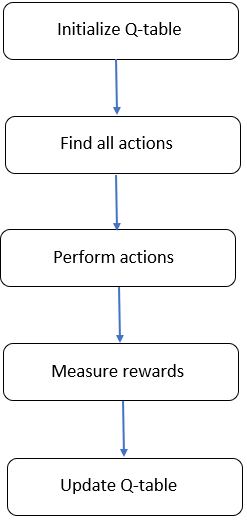 Initialize Q-table
Find all actions
Perform actions
Measure rewards
Update Q-table